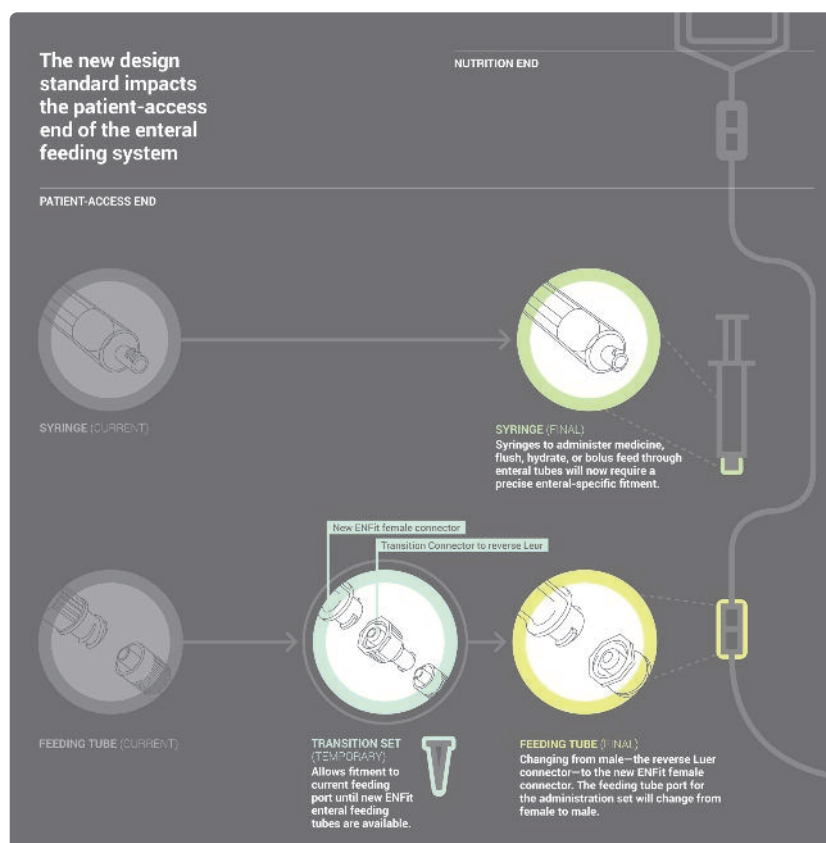 The new design
standard impacts
the patient-access
end of the enteral
feeding system
NUTRITION END
PATIENT-ACCESS END
SYRINGE (CURRENT)
SYRINGE (FINAL)
Syringes to administer medicine,
flush, hydrate, or bolus feed through
enteral tubes will now require a
precise enteral-specific fitment.
New ENFit female connector
Transition Connector to reverse Leur
FEEDING TUBE (CURRENT)
TRANSITION SET
(TEMPORARY)
Allows fitment to
current feeding
port until new ENFit
enteral feeding
tubes are available.
FEEDING TUBE (FINAL)
Changing from male—the reverse Luer
connector—to the new ENFit female
connector. The feeding tube port for
the administration set will change from
female to male.